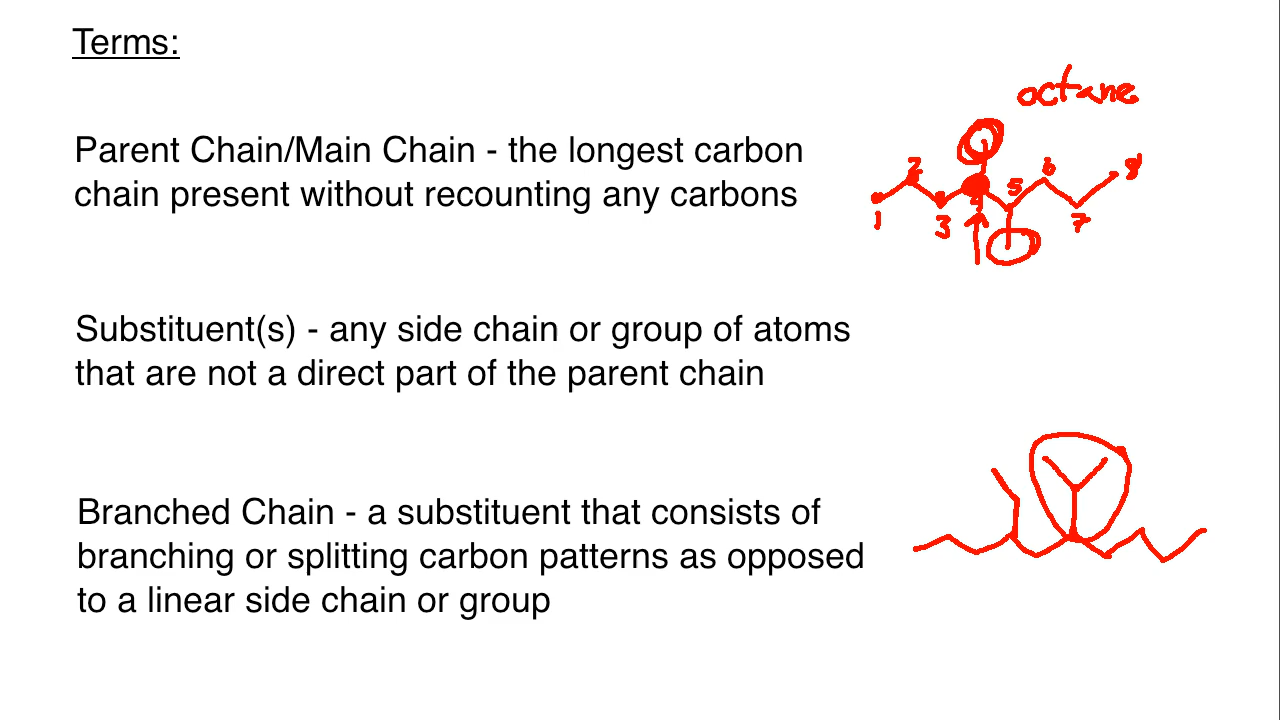 Terms:
octane
Parent Chain/Main Chain - the longest carbon
chain present without recounting any carbons
1 2 3 4 5 6 7 8
Substituent(s) - any side chain or group of atoms
that are not a direct part of the parent chain
Branched Chain - a substituent that consists of
branching or splitting carbon patterns as opposed
to a linear side chain or group